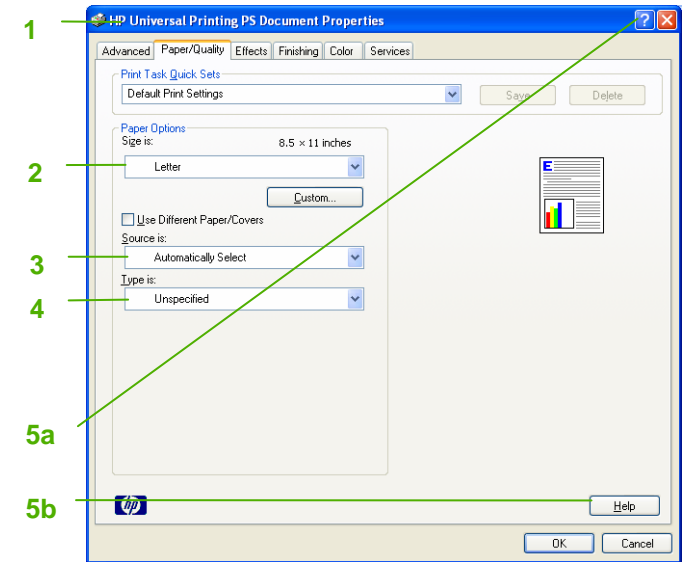 1
HP Universal Printing PS Document Properties
?
Advanced Paper/Quality Effects Finishing Color Services
Print Task Quick Sets
Default Print Settings
Save
Delete
Paper Options
Size is:
8.5 × 11 inches
2
Letter
Custom...
Use Different Paper/Covers
Source is:
3
Automatically Select
Type is:
4
Unspecified
E
5a
5b
hp
Help
OK
Cancel